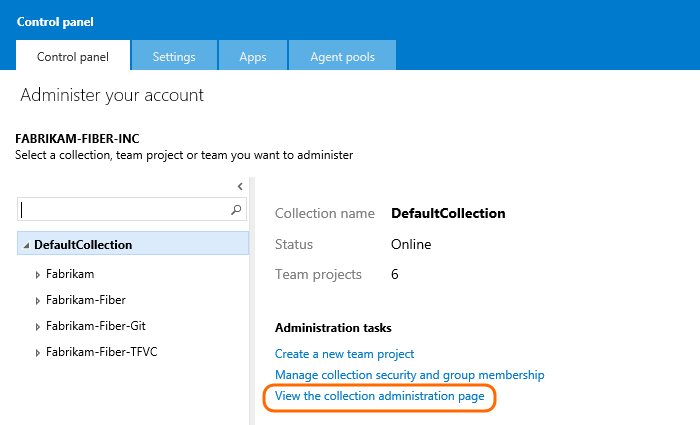 Control panel
Control panel Settings Apps Agent pools
Administer your account
FABRIKAM-FIBER-INC
Select a collection, team project or team you want to administer
DefaultCollection
Fabrikam
Fabrikam-Fiber
Fabrikam-Fiber-Git
Fabrikam-Fiber-TFVC
Collection name DefaultCollection
Status Online
Team projects 6
Administration tasks
Create a new team project
Manage collection security and group membership
View the collection administration page